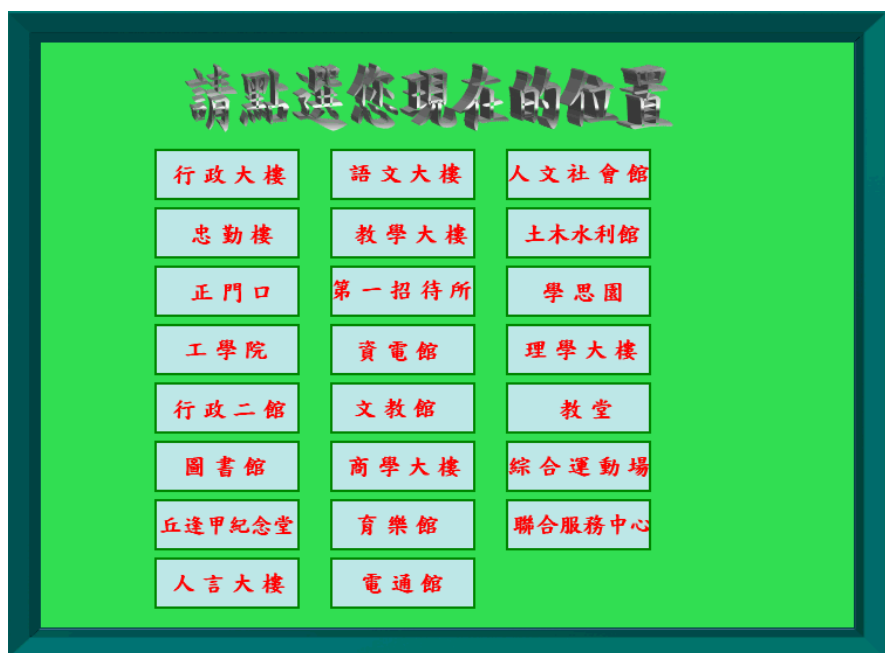 請點選您現在的位置
行政大樓 語文大樓 人文社會館
忠勤樓 教學大樓 土木水利館
正門口 第一招待所 學思園
工學院 資電館 理學大樓
行政二館 文教館 教堂
圖書館 商學大樓 綜合運動場
丘逢甲紀念堂 育樂館 聯合服務中心
人言大樓 電通館